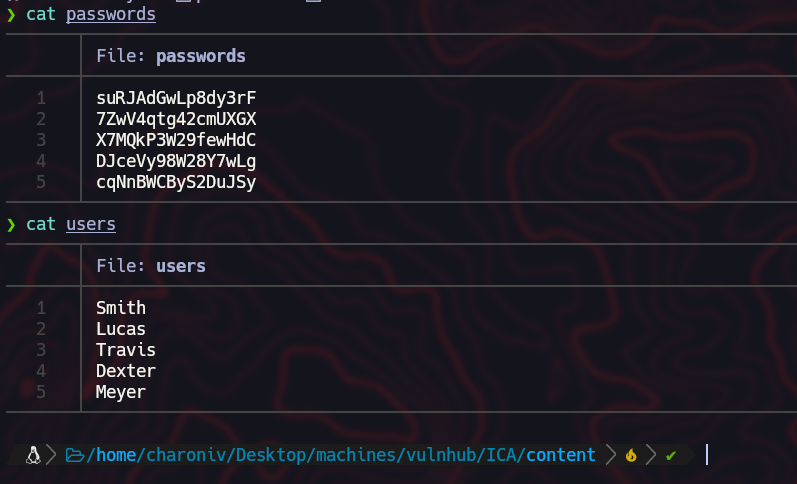 ❯ cat passwords
File: passwords
1 suRJAdGwLp8dy3rF
2 7ZwV4qtg42cmUXGX
3 X7MQkP3W29fewHdC
4 DJceVy98W28Y7wLg
5 cqNnBWCByS2DuJSy
❯ cat users
File: users
1 Smith
2 Lucas
3 Travis
4 Dexter
5 Meyer
/home/charoniv/Desktop/machines/vulnhub/ICA/content